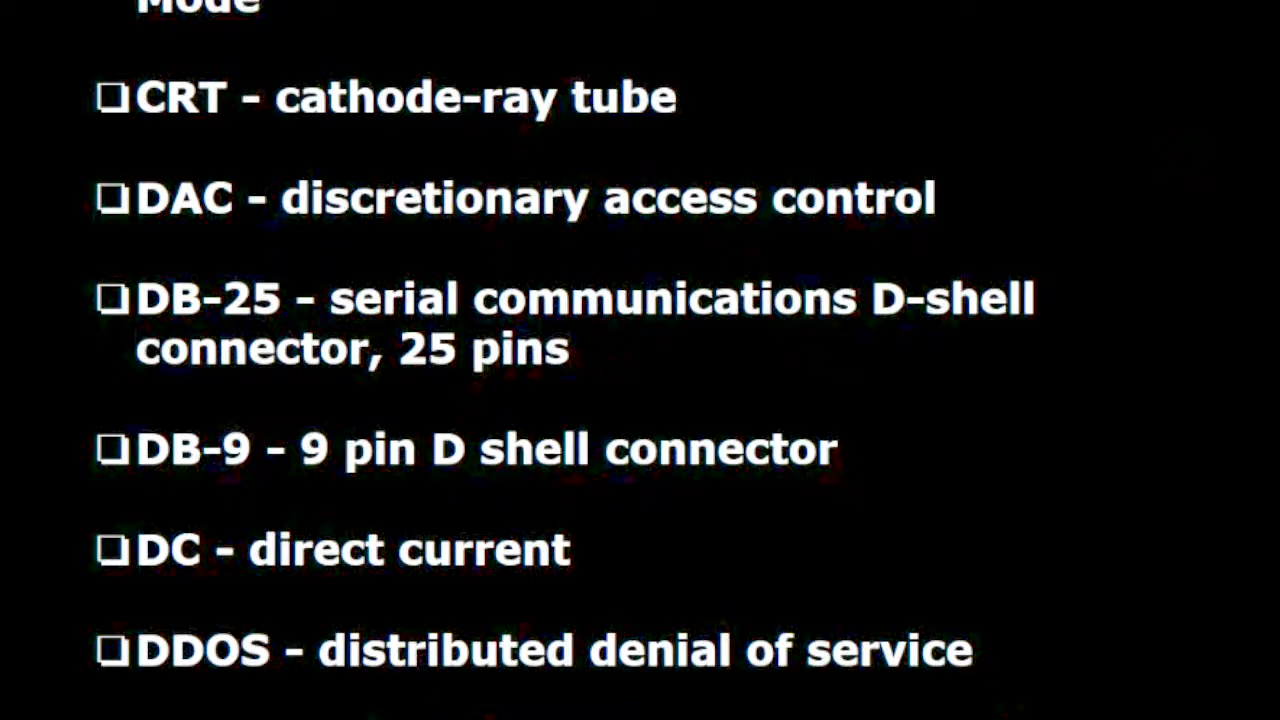 Mode
❏CRT - cathode-ray tube
❏DAC - discretionary access control
❏DB-25 - serial communications D-shell
connector, 25 pins
❏DB-9 - 9 pin D shell connector
❏DC - direct current
❏DDOS - distributed denial of service